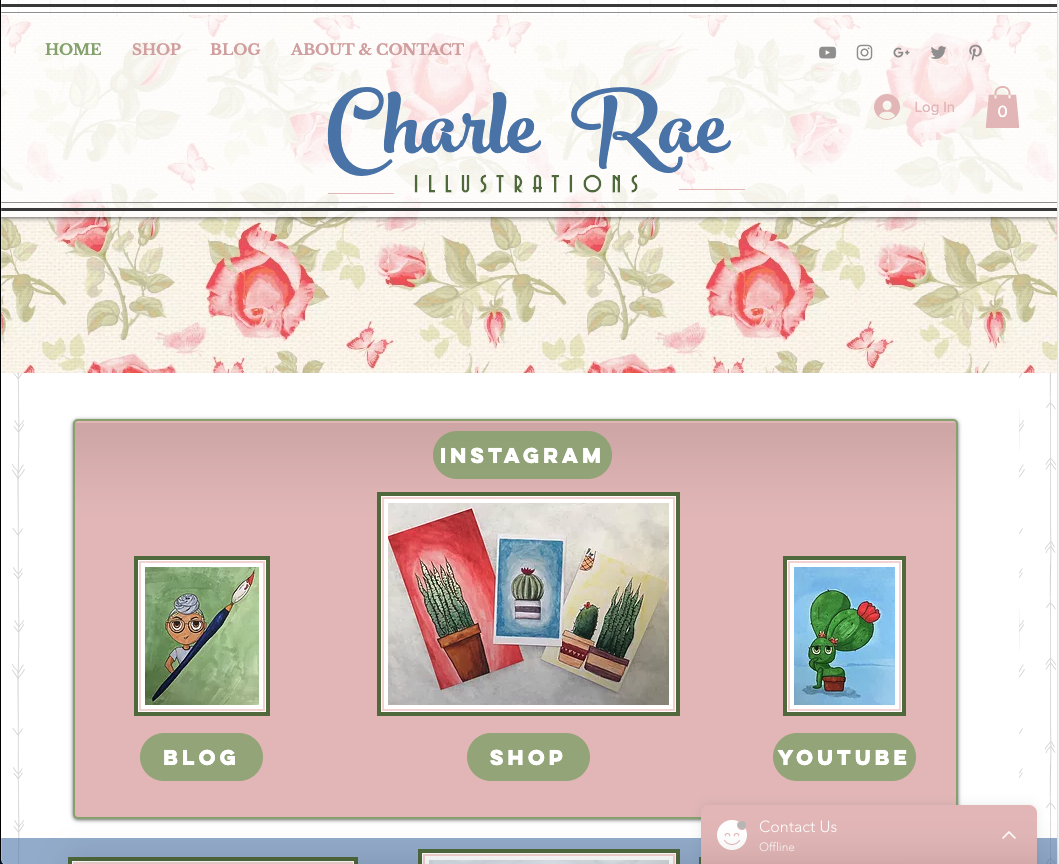 HOME SHOP BLOG ABOUT & CONTACT
G+
Log In
0
Charle Rae
ILLUSTRATIONS
INSTAGRAM
BLOG SHOP YOUTUBE
Contact Us
Offline